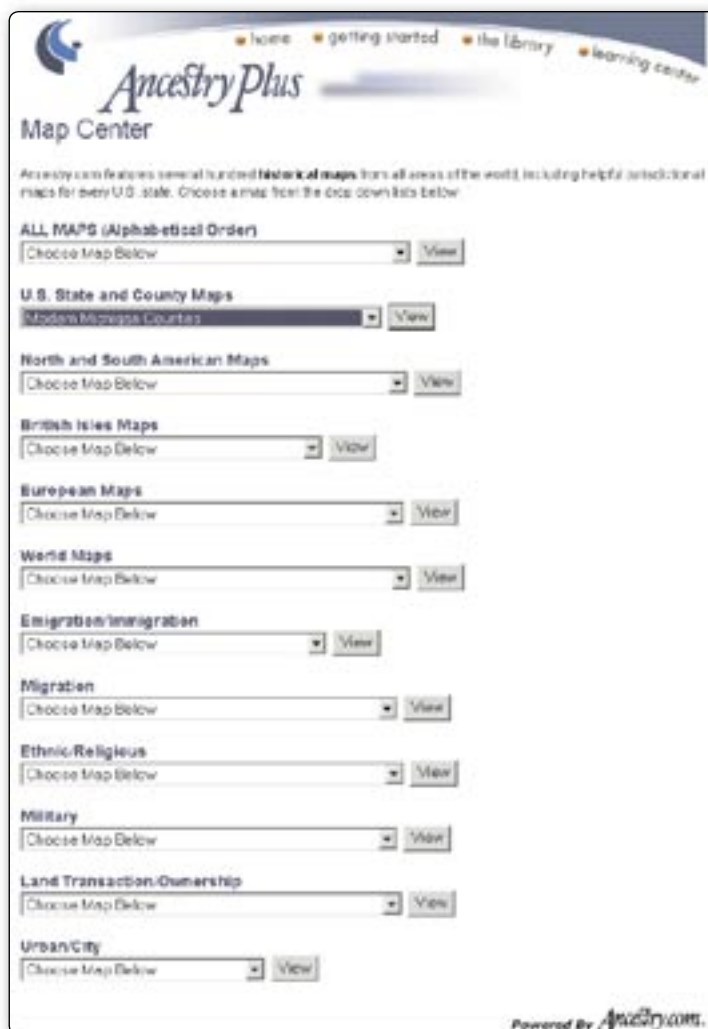 home getting started the library learning center
Ancestry Plus
Map Center
Ancestry.com features several hundred historical maps from all areas of the world, including helpful jurisdictional
maps for every U.S. state. Choose a map from the drop down lists below
ALL MAPS (Alphabetical Order)
Choose Map Below View
U.S. State and County Maps
Modern Michigan Counties View
North and South American Maps
Choose Map Below View
British Isles Maps
Choose Map Below View
European Maps
Choose Map Below View
World Maps
Choose Map Below View
Emigration/Immigration
Choose Map Below View
Migration
Choose Map Below View
Ethnic/Religious
Choose Map Below View
Military
Choose Map Below View
Land Transaction/Ownership
Choose Map Below View
Urban/City
Choose Map Below View
Powered By Ancestry.com.